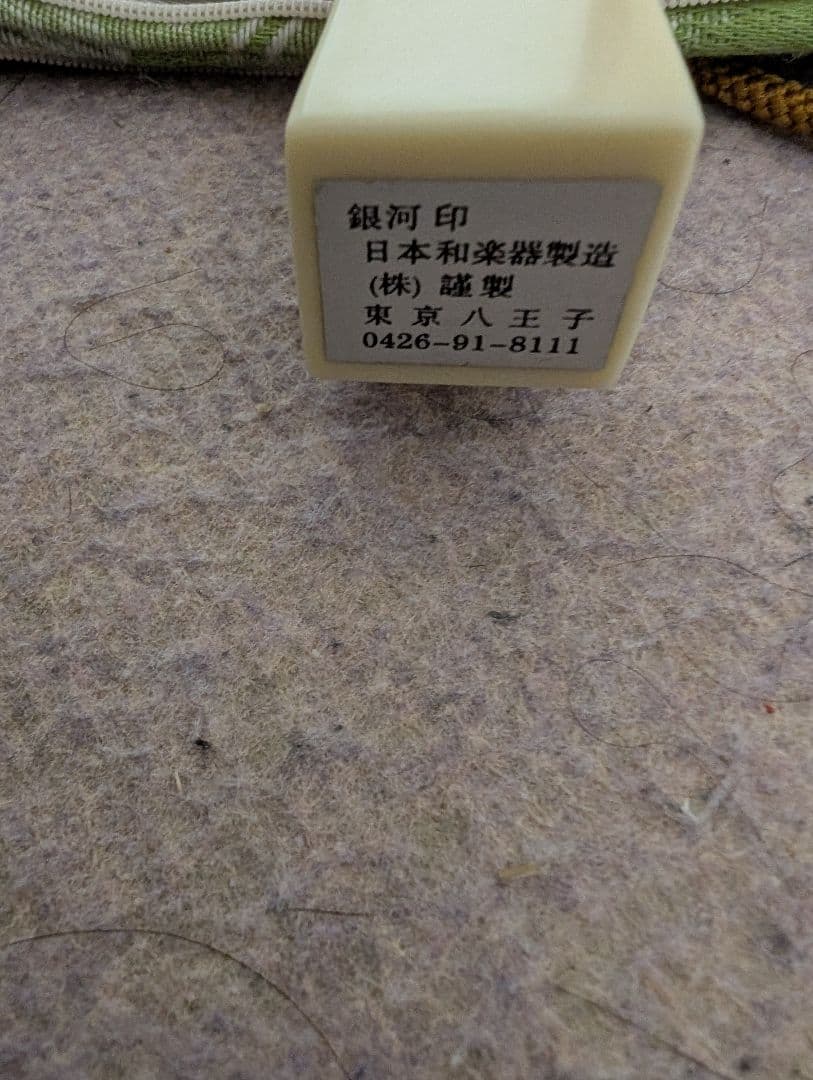 銀河印
日本和楽器製造
(株) 謹製
東京八王子
0426-91-8111